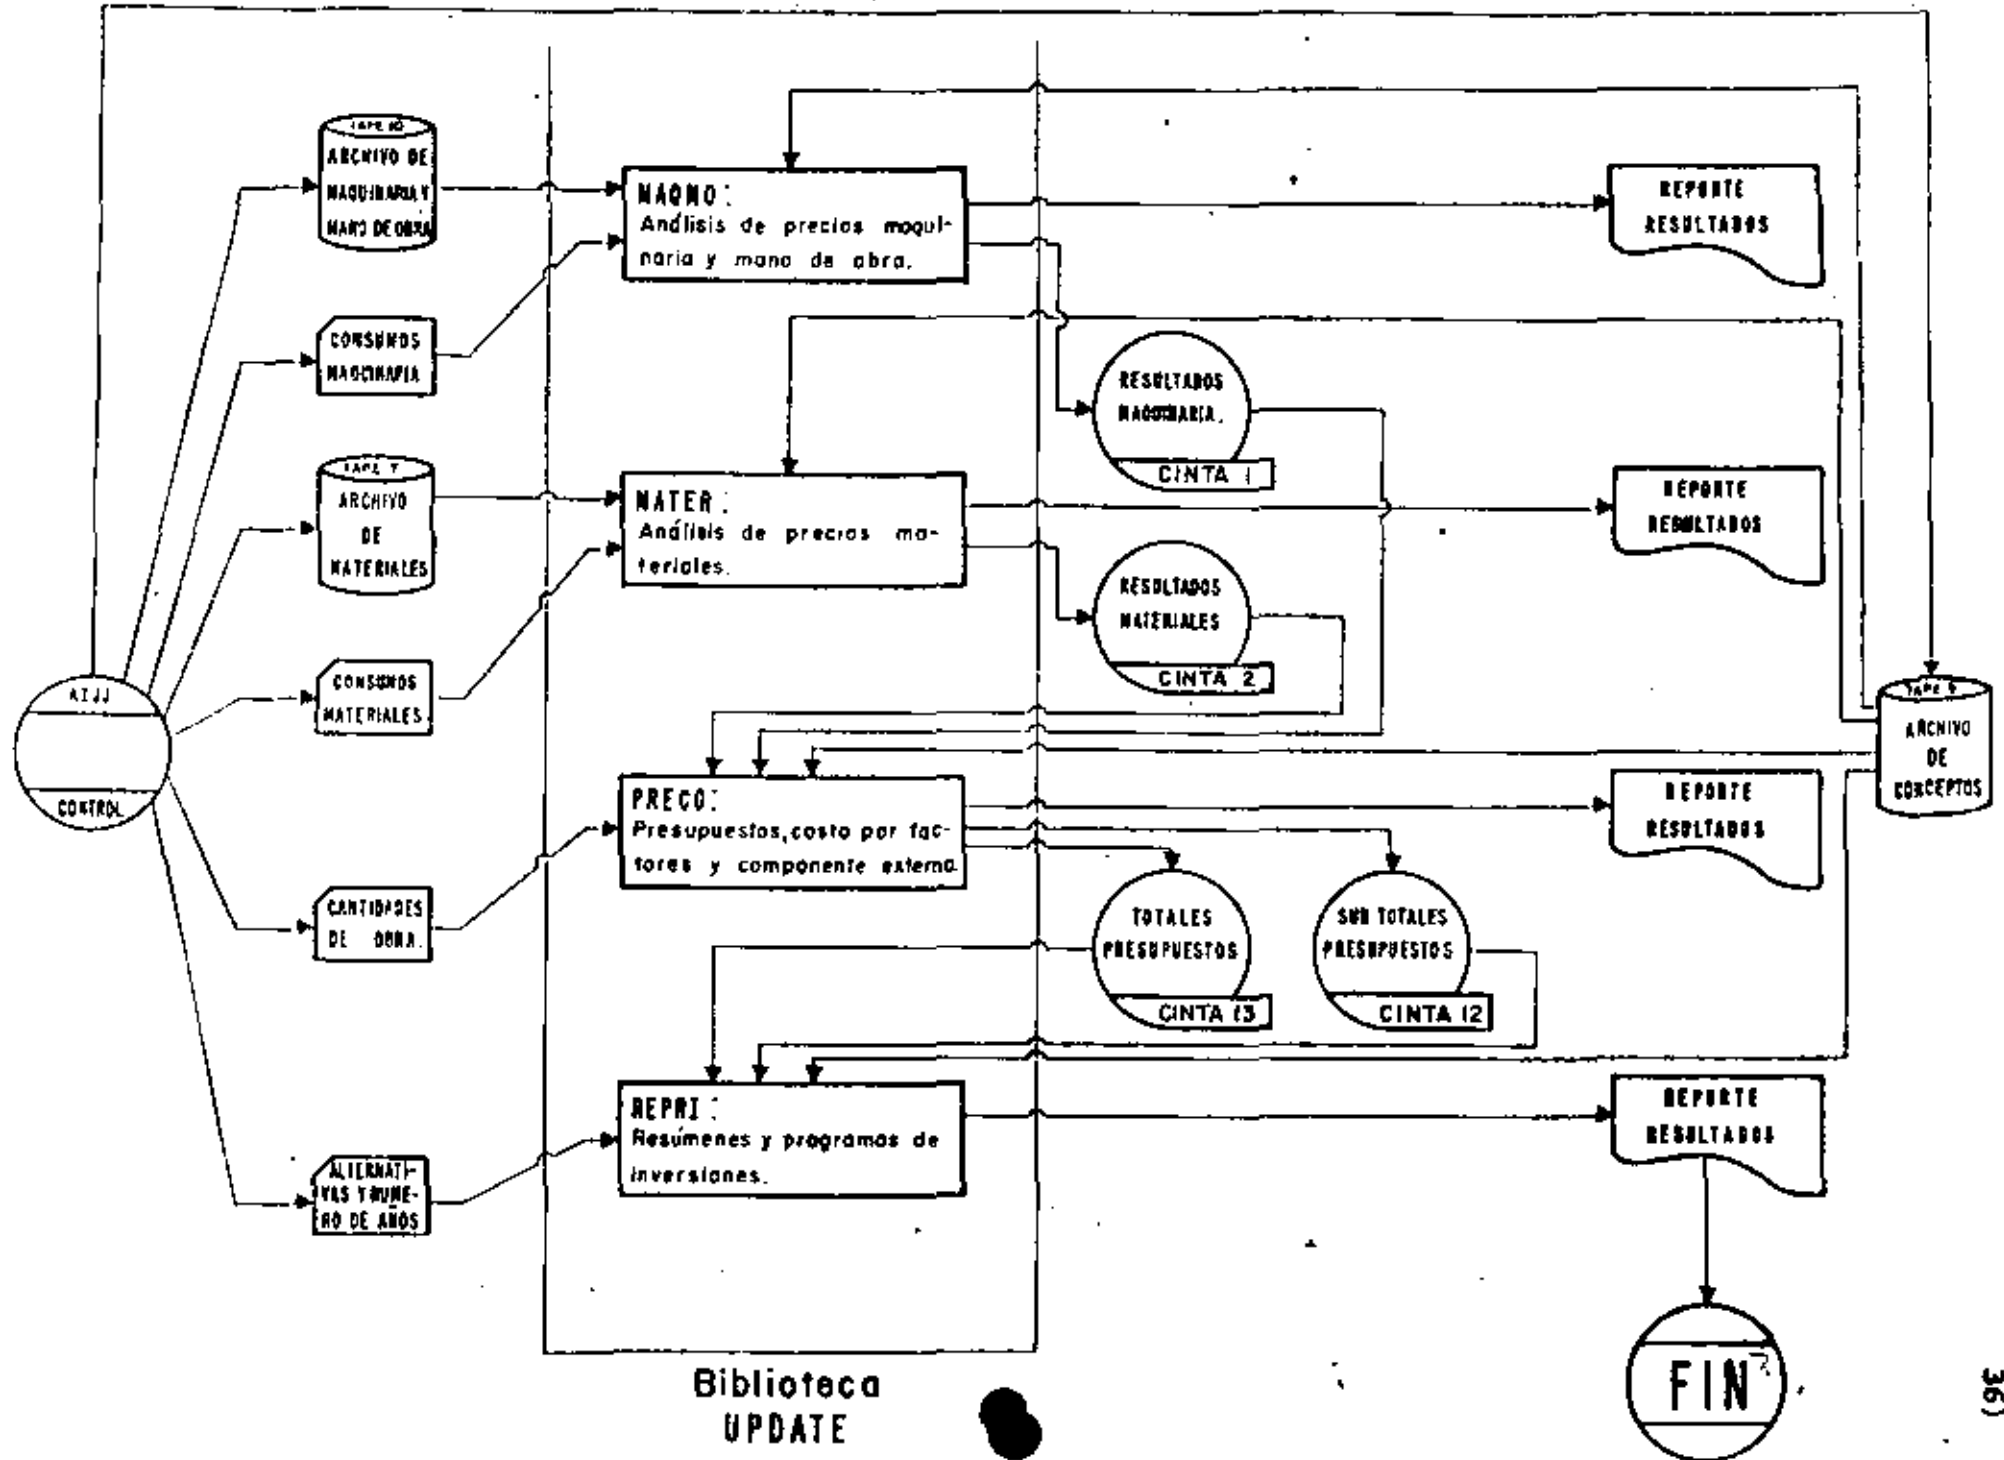 TAPE 10
ARCHIVO DE
MAQUINARIA Y
MANO DE OBRA
CONSUMOS
MAQUINARIA
TAPE 7
ARCHIVO
DE
MATERIALES
CONSUMOS
MATERIALES
CONTROL
CANTIDADES
DE OBRA.
ALTERNATI-
VAS Y NUME-
RO DE AÑOS
MAQMO:
Análisis de precios maqui-
naria y mano de obra.
MATER:
Análisis de precios ma-
teriales.
PRECO:
Presupuestos, costo por fac-
tores y componente externa.
REPRI:
Resúmenes y programas de
inversiones.
RESULTADOS
MAQUINARIA.
CINTA 1
RESULTADOS
MATERIALES
CINTA 2
TOTALES
PRESUPUESTOS
CINTA 13
SUB TOTALES
PRESUPUESTOS
CINTA 12
REPORTE
RESULTADOS
REPORTE
RESULTADOS
REPORTE
RESULTADOS
REPORTE
RESULTADOS
ARCHIVO
DE
CONCEPTOS
FIN
Biblioteca
UPDATE
36)